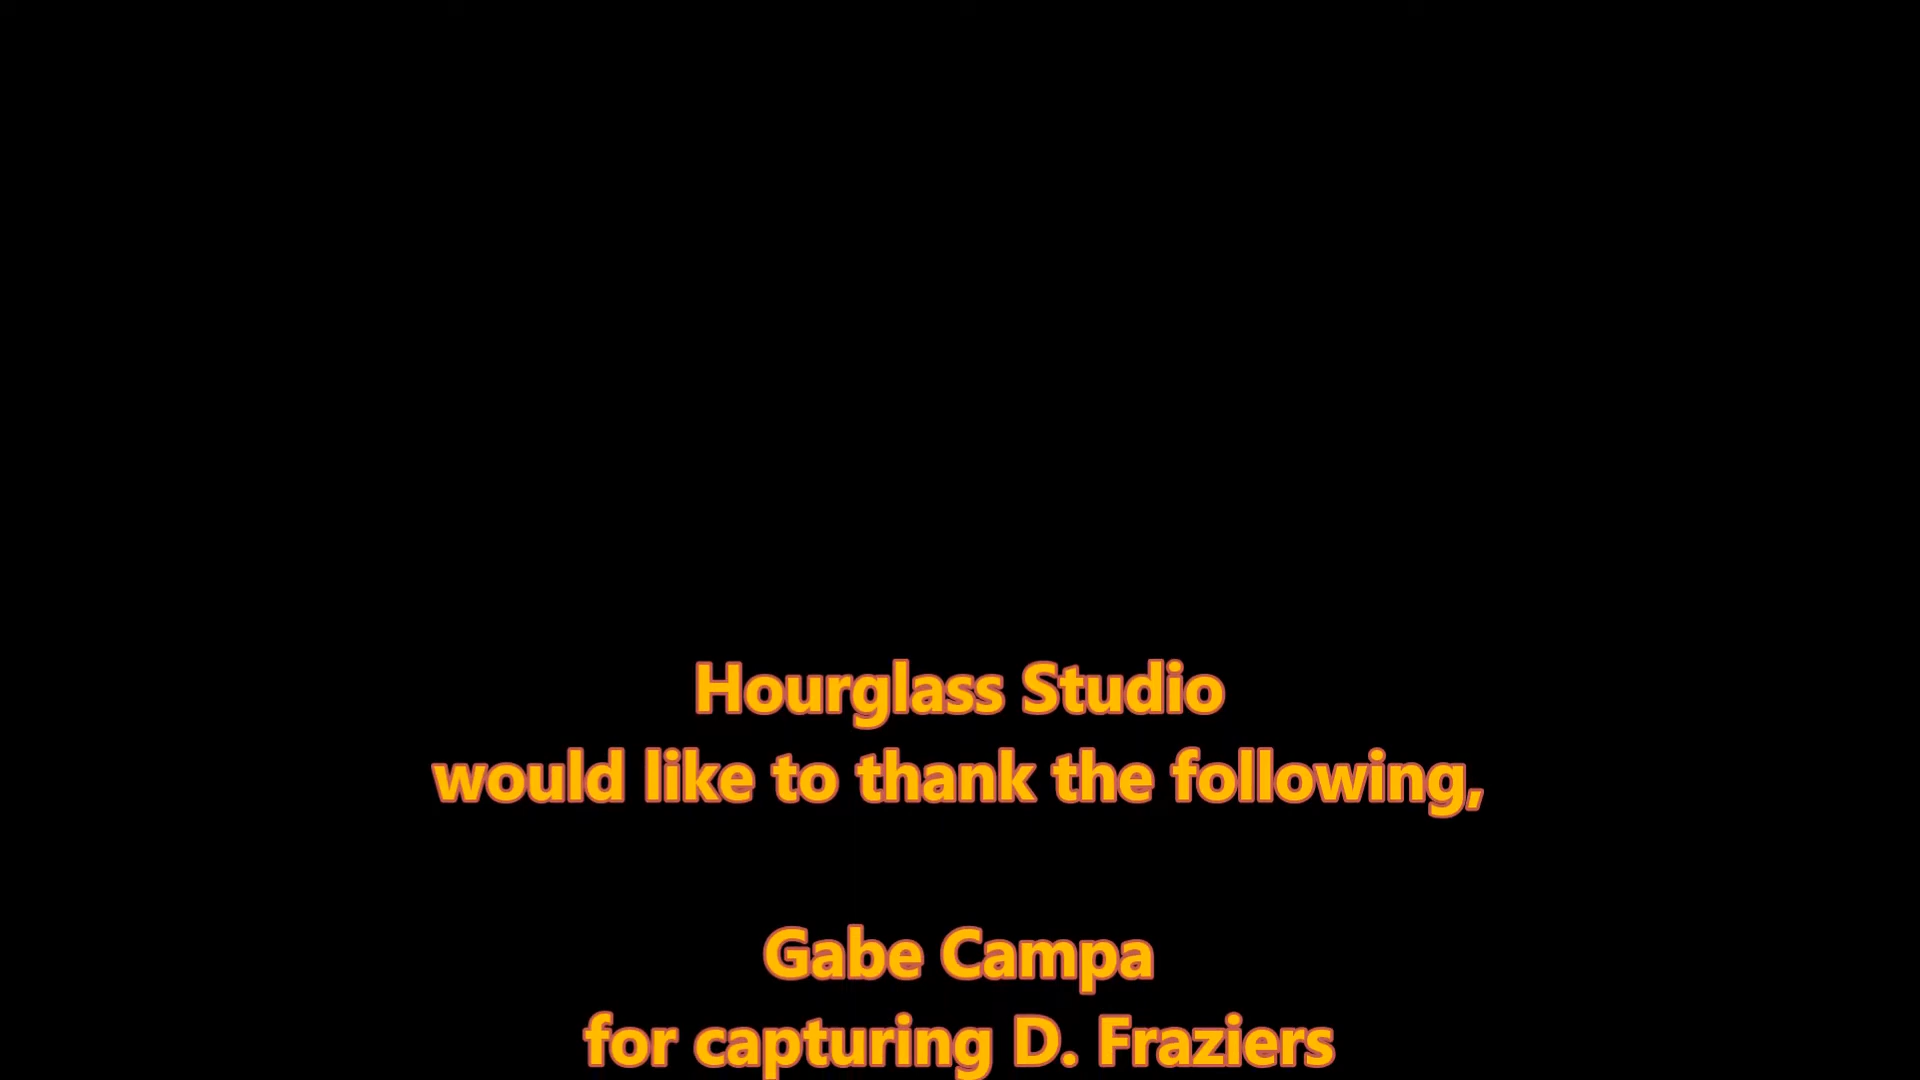 Hourglass Studio
would like to thank the following,
Gabe Campa
for capturing D. Fraziers